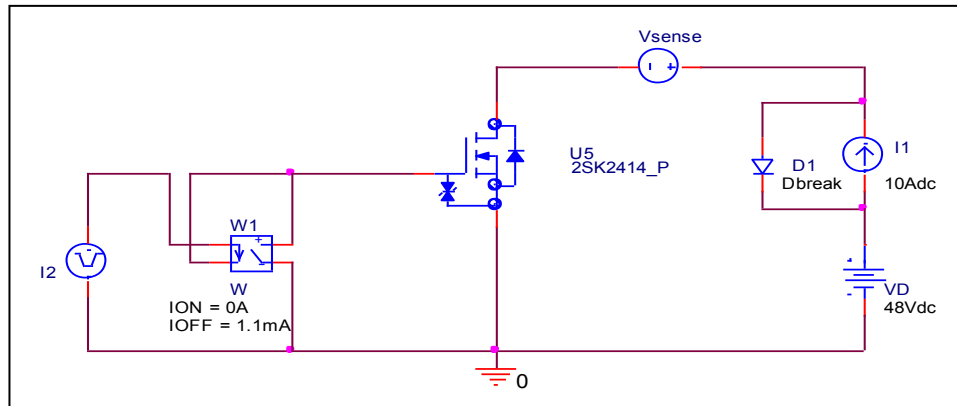 Vsense
U5
2SK2414_P
D1
Dbreak
I1
10Adc
W1
I2
W
ION = 0A
IOFF = 1.1mA
VD
48Vdc
0